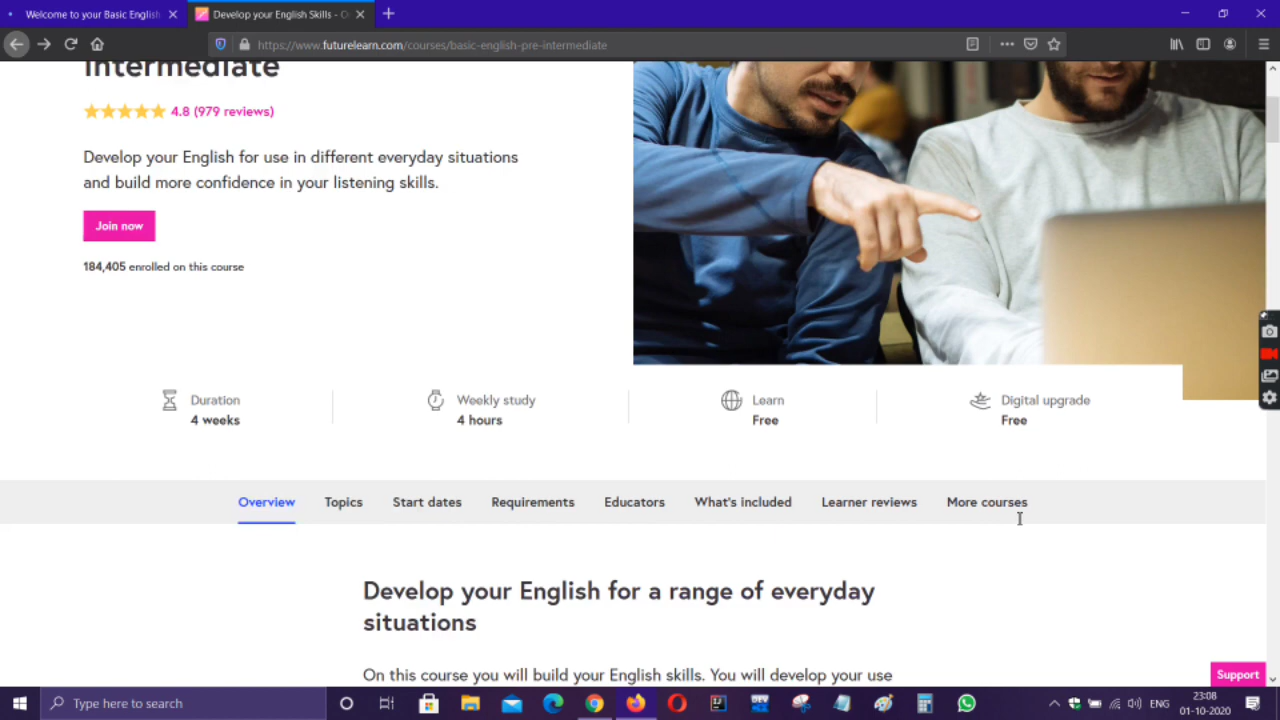 Welcome to your Basic English
Develop your English Skills - O
https://www.futurelearn.com/courses/basic-english-pre-intermediate
Intermediate
4.8 (979 reviews)
Develop your English for use in different everyday situations
and build more confidence in your listening skills.
Join now
184,405 enrolled on this course
Duration
4 weeks
Weekly study
4 hours
Learn
Free
Digital upgrade
Free
Overview Topics Start dates Requirements Educators What's included Learner reviews More courses
Develop your English for a range of everyday
situations
On this course you will build your English skills. You will develop your use
Support
Type here to search
ENG
23:08
01-10-2020